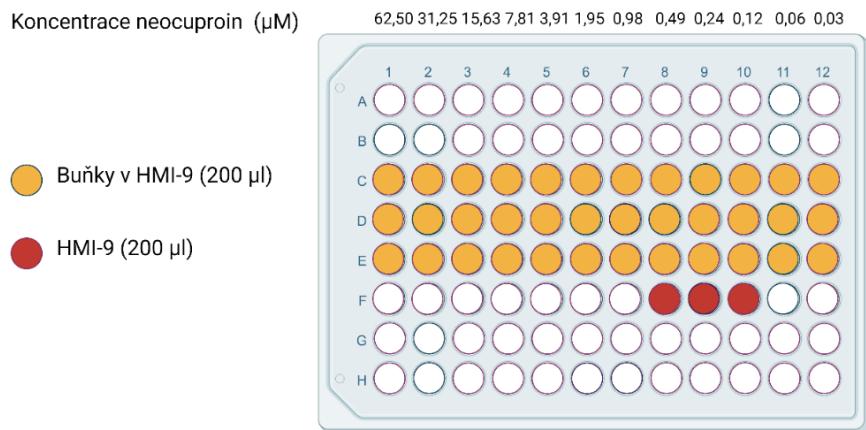 Koncentrace neocuproin (µM) 62,50 31,25 15,63 7,81 3,91 1,95 0,98 0,49 0,24 0,12 0,06 0,03
1 2 3 4 5 6 7 8 9 10 11 12
A
B
Buňky v HMI-9 (200 µl)
C
D
HMI-9 (200 µl)
E
F
G
H